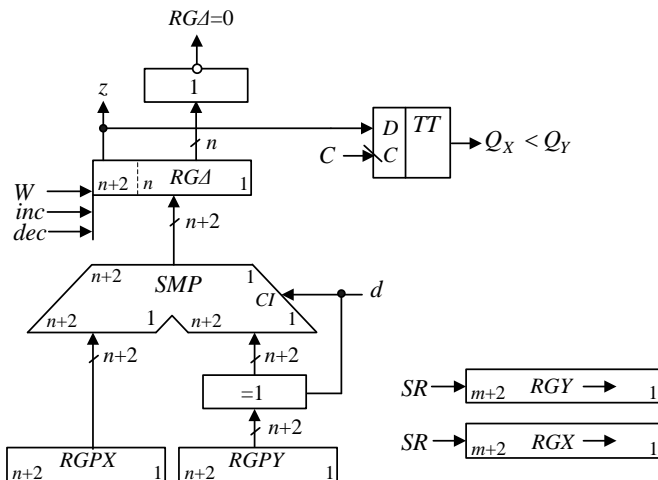 RGΔ=0
1
z
n
D TT
C C
Q_X < Q_Y
n+2 n RGΔ 1
W
inc
dec
n+2
n+2 SMP 1
CI d
n+2 1 n+2 1
n+2 n+2
=1
n+2
SR m+2 RGY 1
SR m+2 RGX 1
n+2 RGPX 1 n+2 RGPY 1